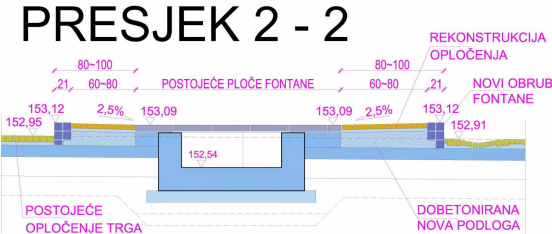 PRESJEK 2 - 2
REKONSTRUKCIJA
OPLOČENJA
80~100
80~100
21
60~80
POSTOJEĆE PLOČE FONTANE
60~80
21
NOVI OBRUB
FONTANE
153,12
2,5%
153,09
153,09
2,5%
153,12
152,95
152,91
152,54
POSTOJEĆE
OPLOČENJE TRGA
DOBETONIRANA
NOVA PODLOGA